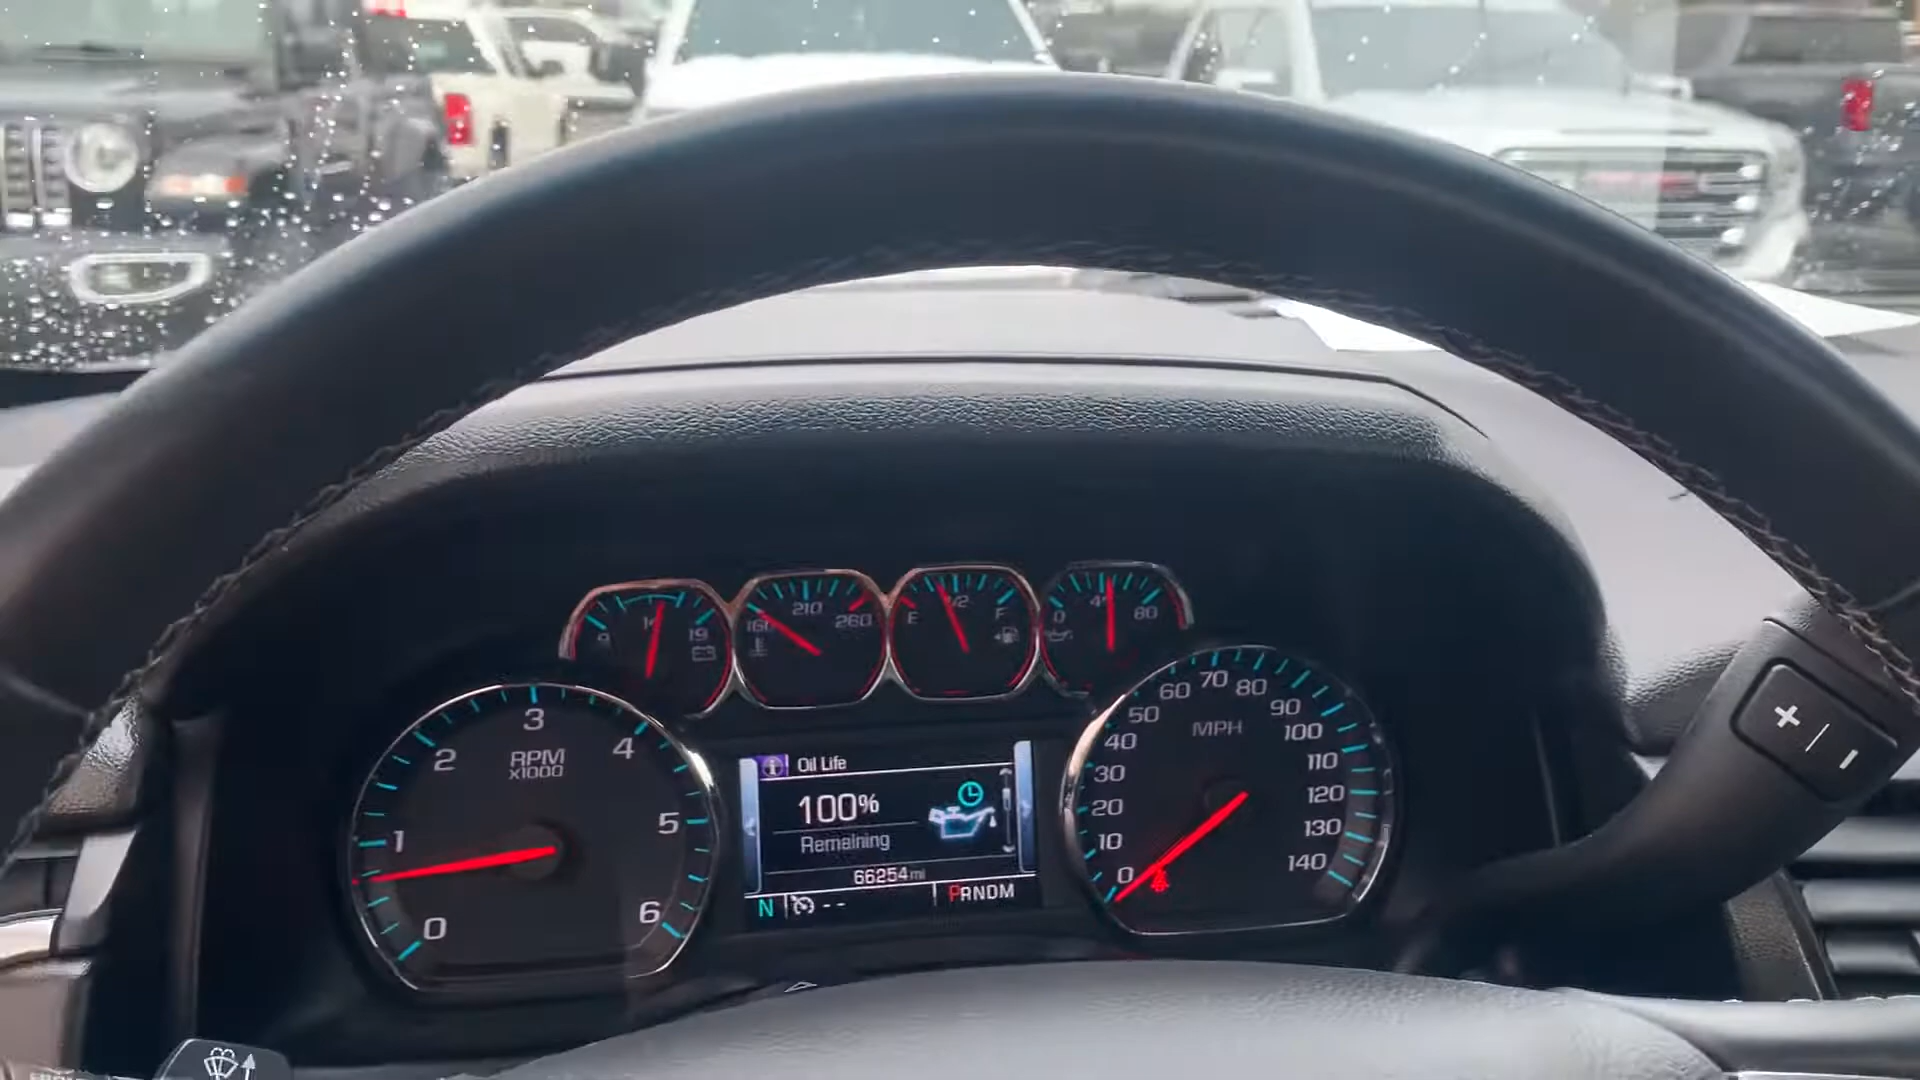 19
160 210 260
E 1/2 F
0 80
3
2 4
RPM
x1000
1 5
0 6
Oil Life
100%
Remaining
66254 mi
N -- PRNDM
MPH
0 10 20 30 40 50 60 70 80 90 100 110 120 130 140
+ / -